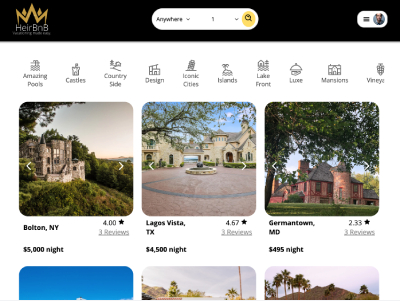 HeirBnB
Vacationing made easy
Anywhere 1
Amazing Pools
Castles
Country Side
Design
Iconic Cities
Islands
Lake Front
Luxe
Mansions
Vineya
Bolton, NY 4.00 ★
3 Reviews
$5,000 night
Lagos Vista, TX 4.67 ★
3 Reviews
$4,500 night
Germantown, MD 2.33 ★
3 Reviews
$495 night